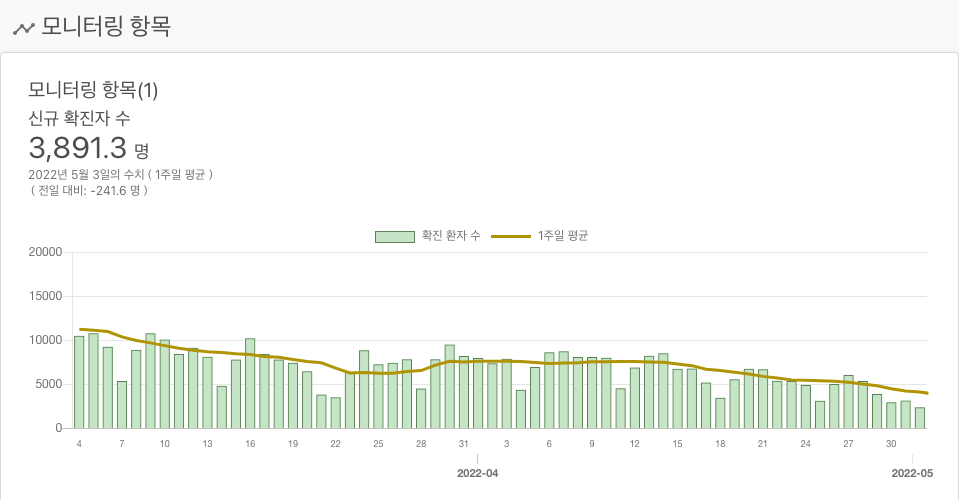 모니터링 항목
모니터링 항목(1)
신규 확진자 수
3,891.3 명
2022년 5월 3일의 수치 ( 1주일 평균 )
( 전일 대비: -241.6 명 )
확진 환자 수 1주일 평균
20000
15000
10000
5000
0
4 7 10 13 16 19 22 25 28 31 3 6 9 12 15 18 21 24 27 30
2022-04 2022-05